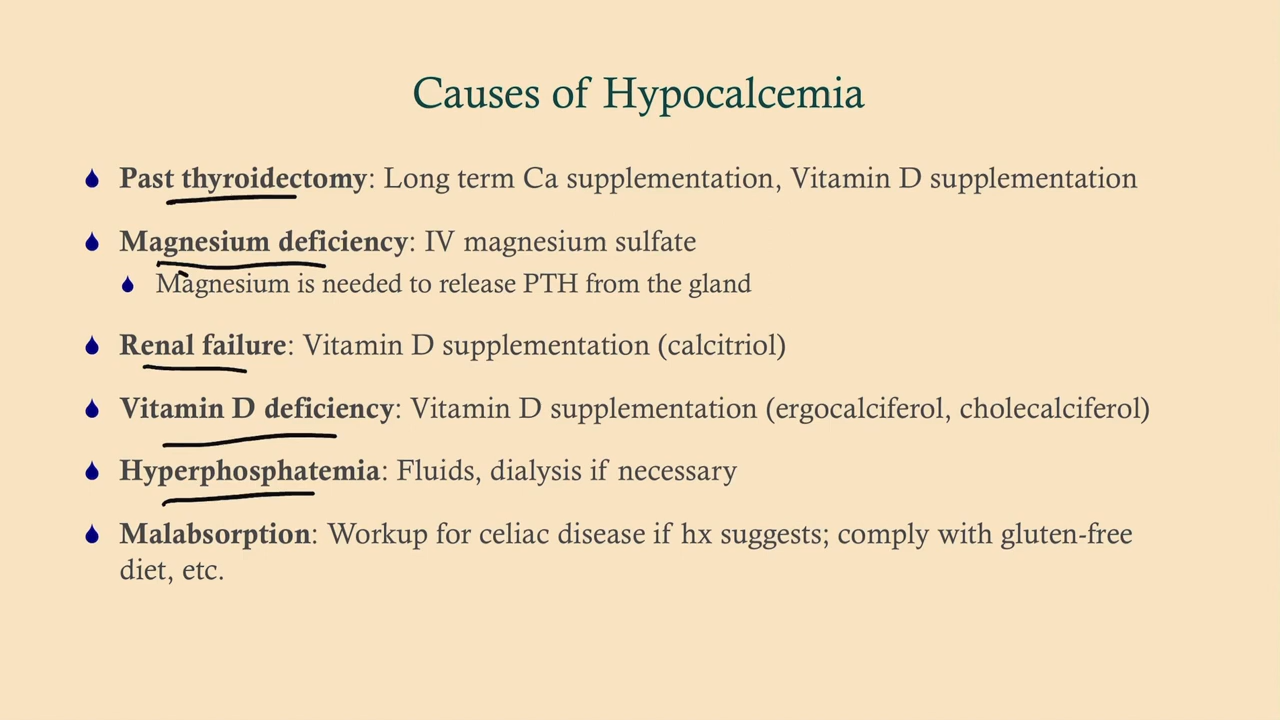 Causes of Hypocalcemia
Past thyroidectomy: Long term Ca supplementation, Vitamin D supplementation
Magnesium deficiency: IV magnesium sulfate
Magnesium is needed to release PTH from the gland
Renal failure: Vitamin D supplementation (calcitriol)
Vitamin D deficiency: Vitamin D supplementation (ergocalciferol, cholecalciferol)
Hyperphosphatemia: Fluids, dialysis if necessary
Malabsorption: Workup for celiac disease if hx suggests; comply with gluten-free
diet, etc.